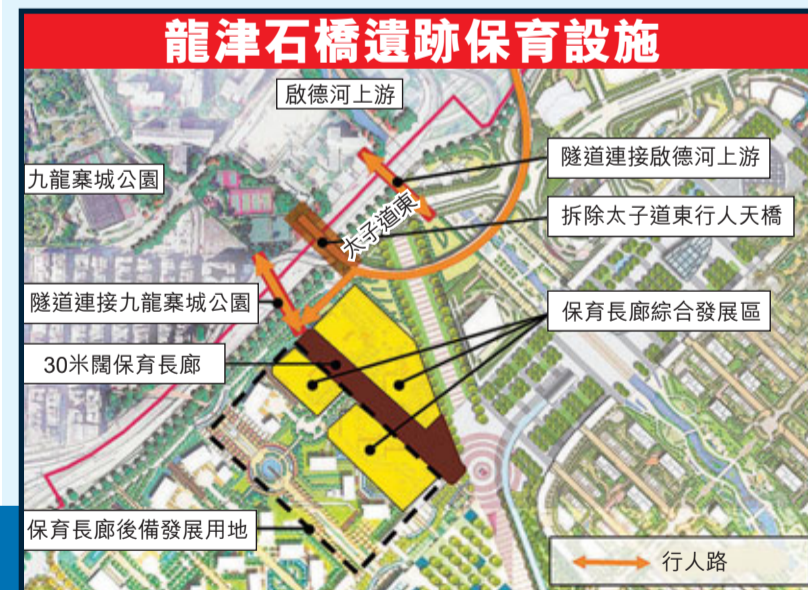 龍津石橋遺跡保育設施
啟德河上游
九龍寨城公園
隧道連接啟德河上游
太子道東
拆除太子道東行人天橋
隧道連接九龍寨城公園
保育長廊綜合發展區
30米闊保育長廊
保育長廊後備發展用地
行人路